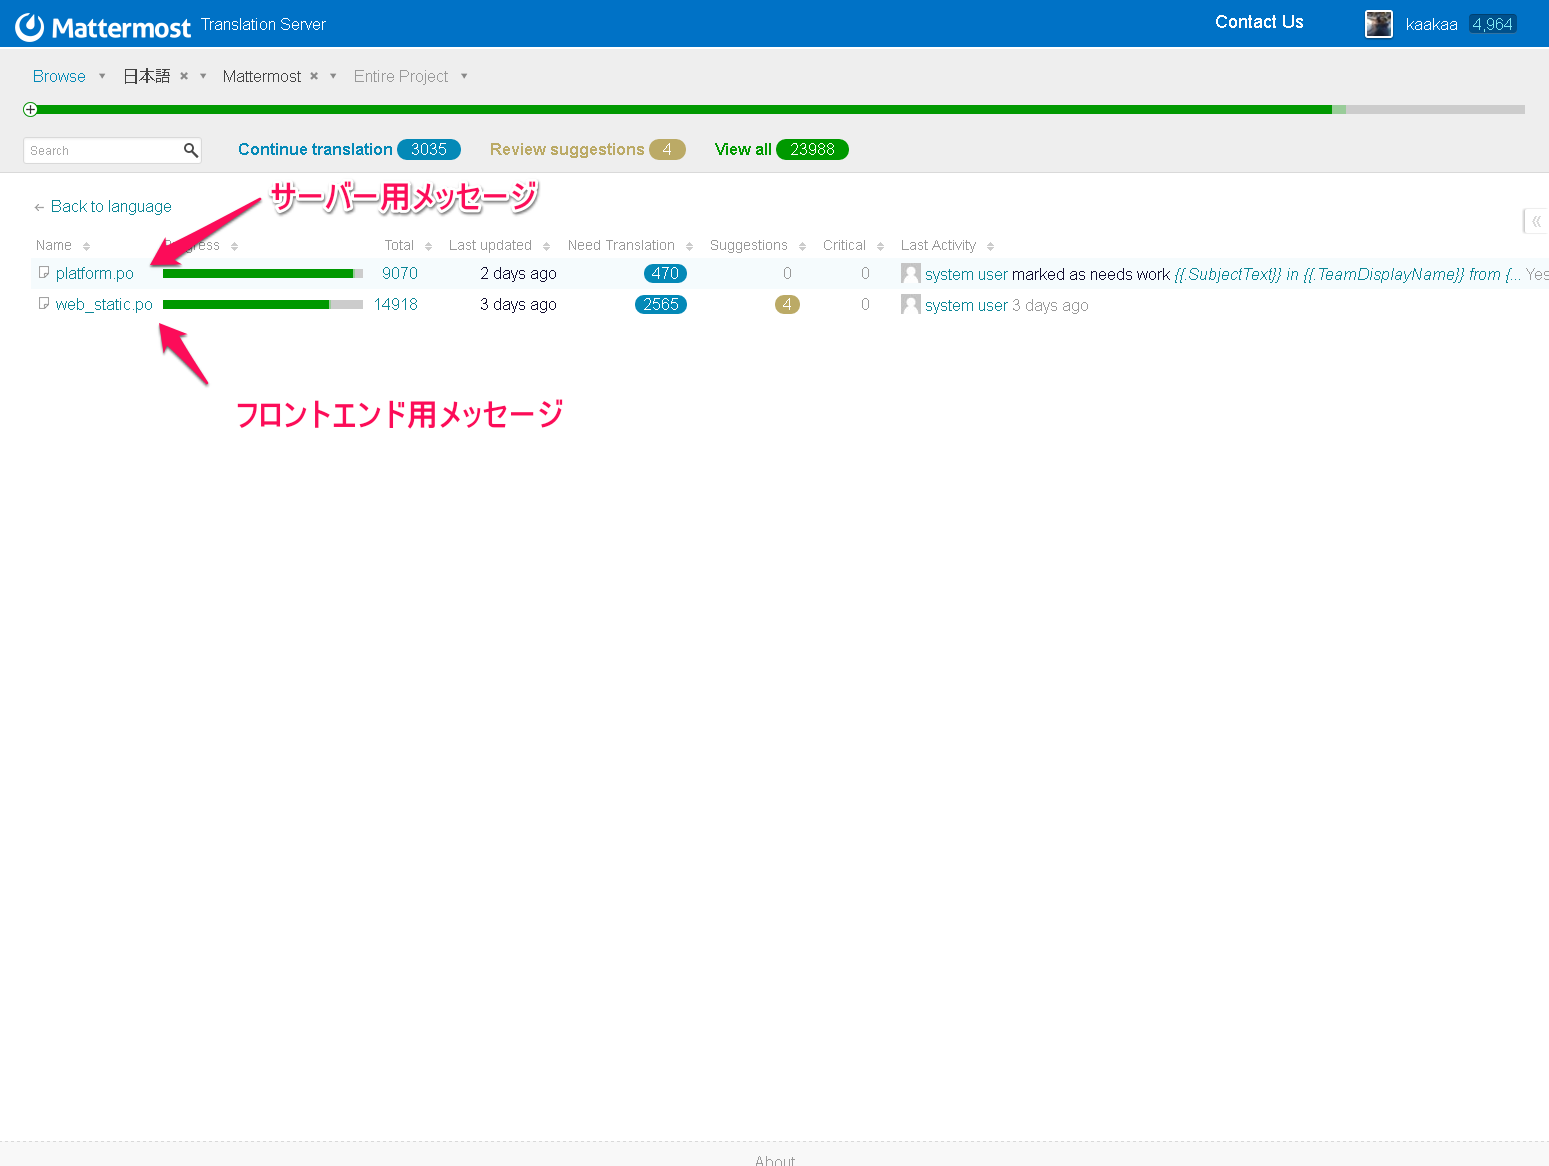 Mattermost Translation Server Contact Us kaakaa 4,964
Browse 日本語 Mattermost Entire Project
Search Continue translation 3035 Review suggestions 4 View all 23988
サーバー用メッセージ
← Back to language
Name Progress Total Last updated Need Translation Suggestions Critical Last Activity
platform.po 9070 2 days ago 470 0 0 system user marked as needs work {{.SubjectText}} in {{.TeamDisplayName}} from {... Yes
web_static.po 14918 3 days ago 2565 4 0 system user 3 days ago
フロントエンド用メッセージ
About